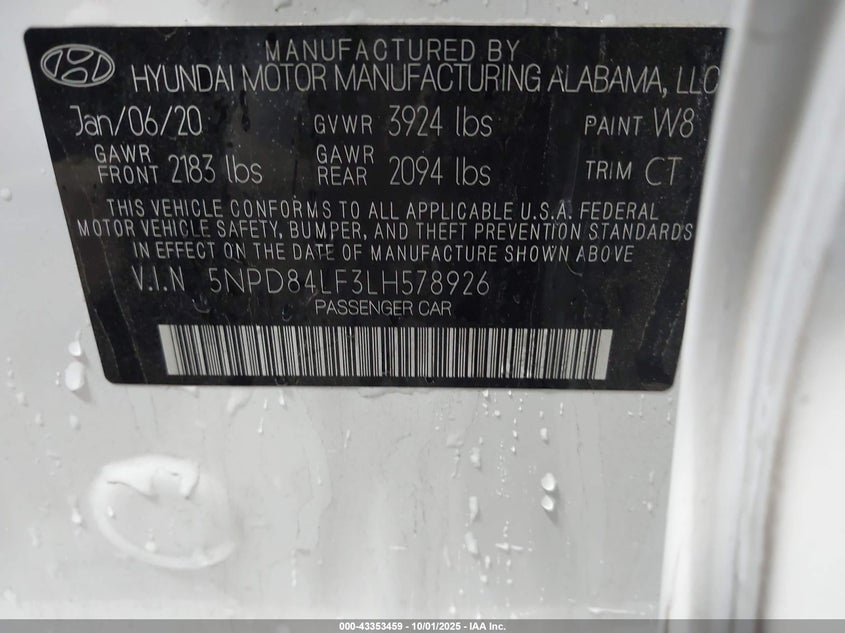 MANUFACTURED BY
HYUNDAI MOTOR MANUFACTURING ALABAMA, LLC
Jan/06/20 GVWR 3924 lbs PAINT W8
GAWR FRONT 2183 lbs GAWR REAR 2094 lbs TRIM CT
THIS VEHICLE CONFORMS TO ALL APPLICABLE U.S.A. FEDERAL
MOTOR VEHICLE SAFETY, BUMPER, AND THEFT PREVENTION STANDARDS
IN EFFECT ON THE DATE OF MANUFACTURE SHOWN ABOVE
V.I.N 5NPD84LF3LH578926
PASSENGER CAR
000-43353459 - 10/01/2025 - IAA Inc.